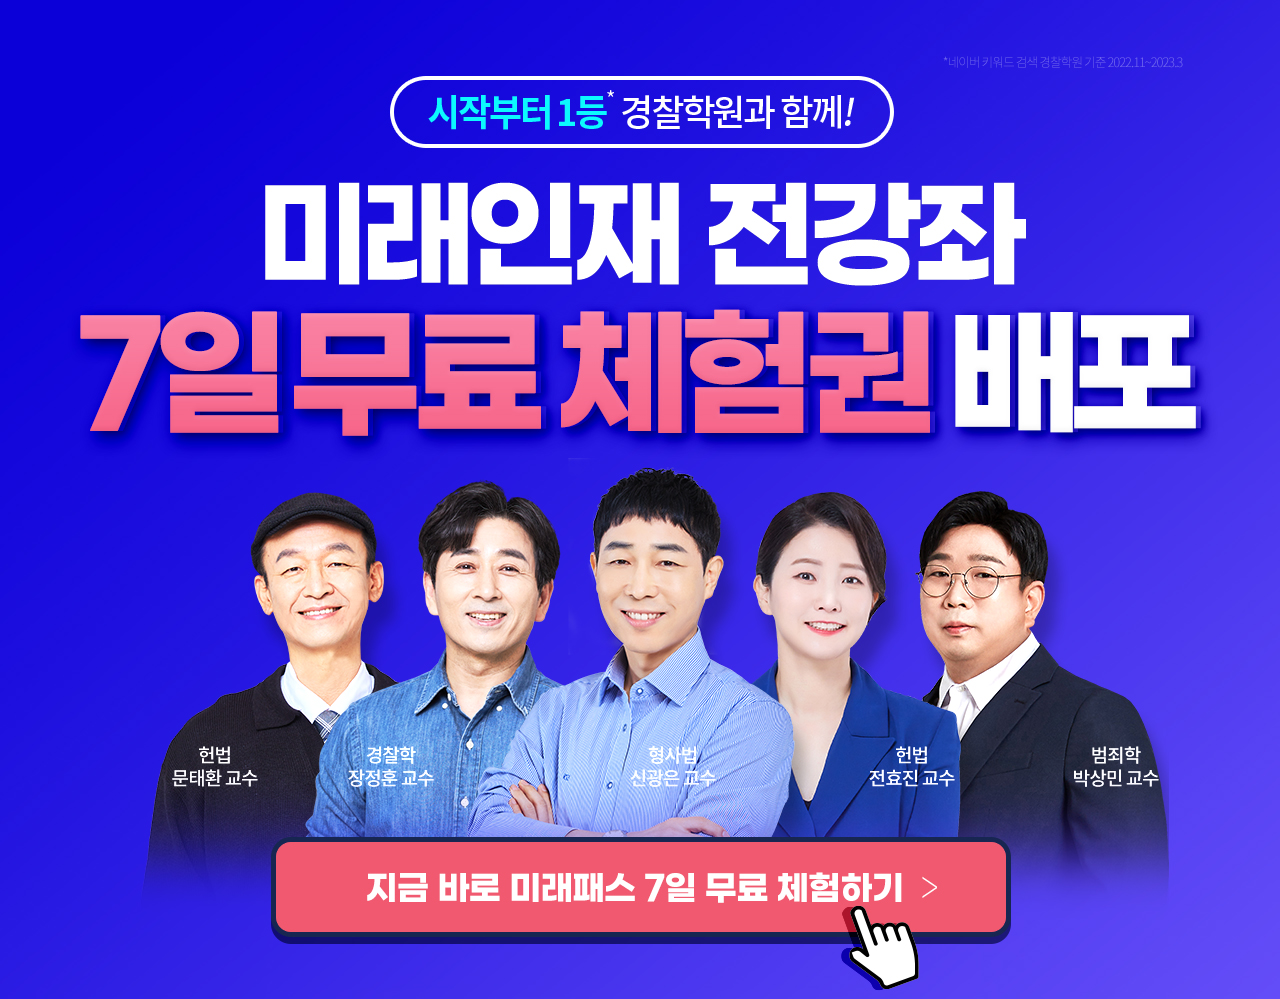 *네이버 키워드 검색 경찰학원 기준 2022.11~2023.3
시작부터 1등* 경찰학원과 함께!
미래인재 전강좌
7일 무료 체험권 배포
헌법
문태환 교수
경찰학
장정훈 교수
형사법
신광은 교수
헌법
전효진 교수
범죄학
박상민 교수
지금 바로 미래패스 7일 무료 체험하기 >